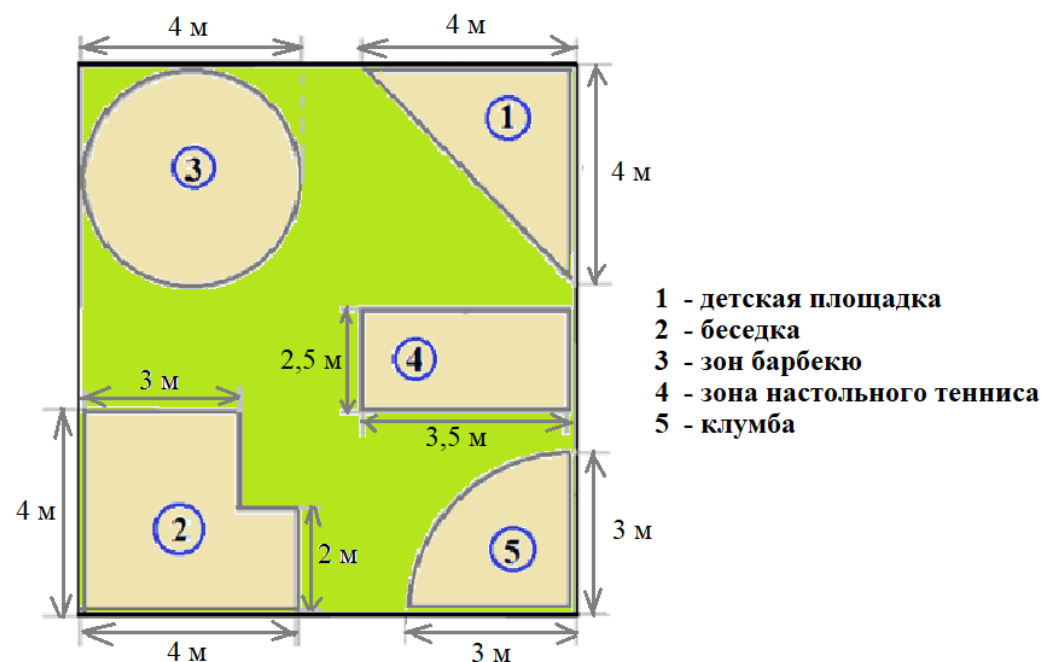 4 м
4 м
3
1
4 м
1 - детская площадка
2 - беседка
3 - зон барбекю
4 - зона настольного тенниса
5 - клумба
2,5 м
4
3 м
3,5 м
4 м
2
2 м
5
3 м
4 м
3 м